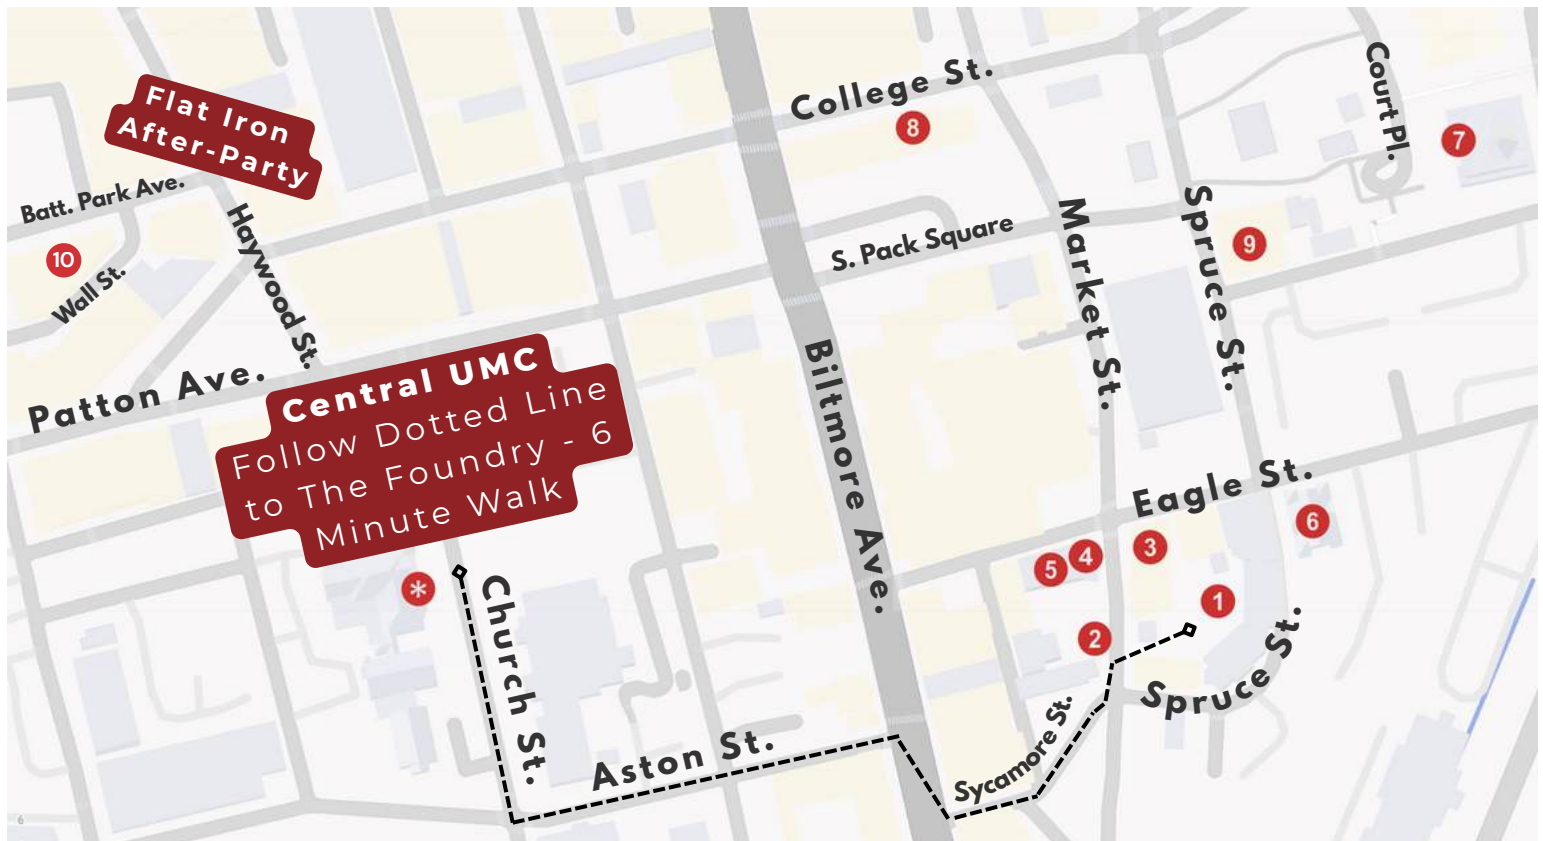 College St.
Court Pl.
Flat Iron
After-Party
8
7
Batt. Park Ave.
Haywood St.
Market St.
Spruce St.
S. Pack Square
9
10
Wall St.
Patton Ave.
Biltmore Ave.
Central UMC
Follow Dotted Line
to The Foundry - 6
Minute Walk
Eagle St.
6
3
4
5
*
Church St.
1
2
Spruce St.
Sycamore St.
Aston St.
6